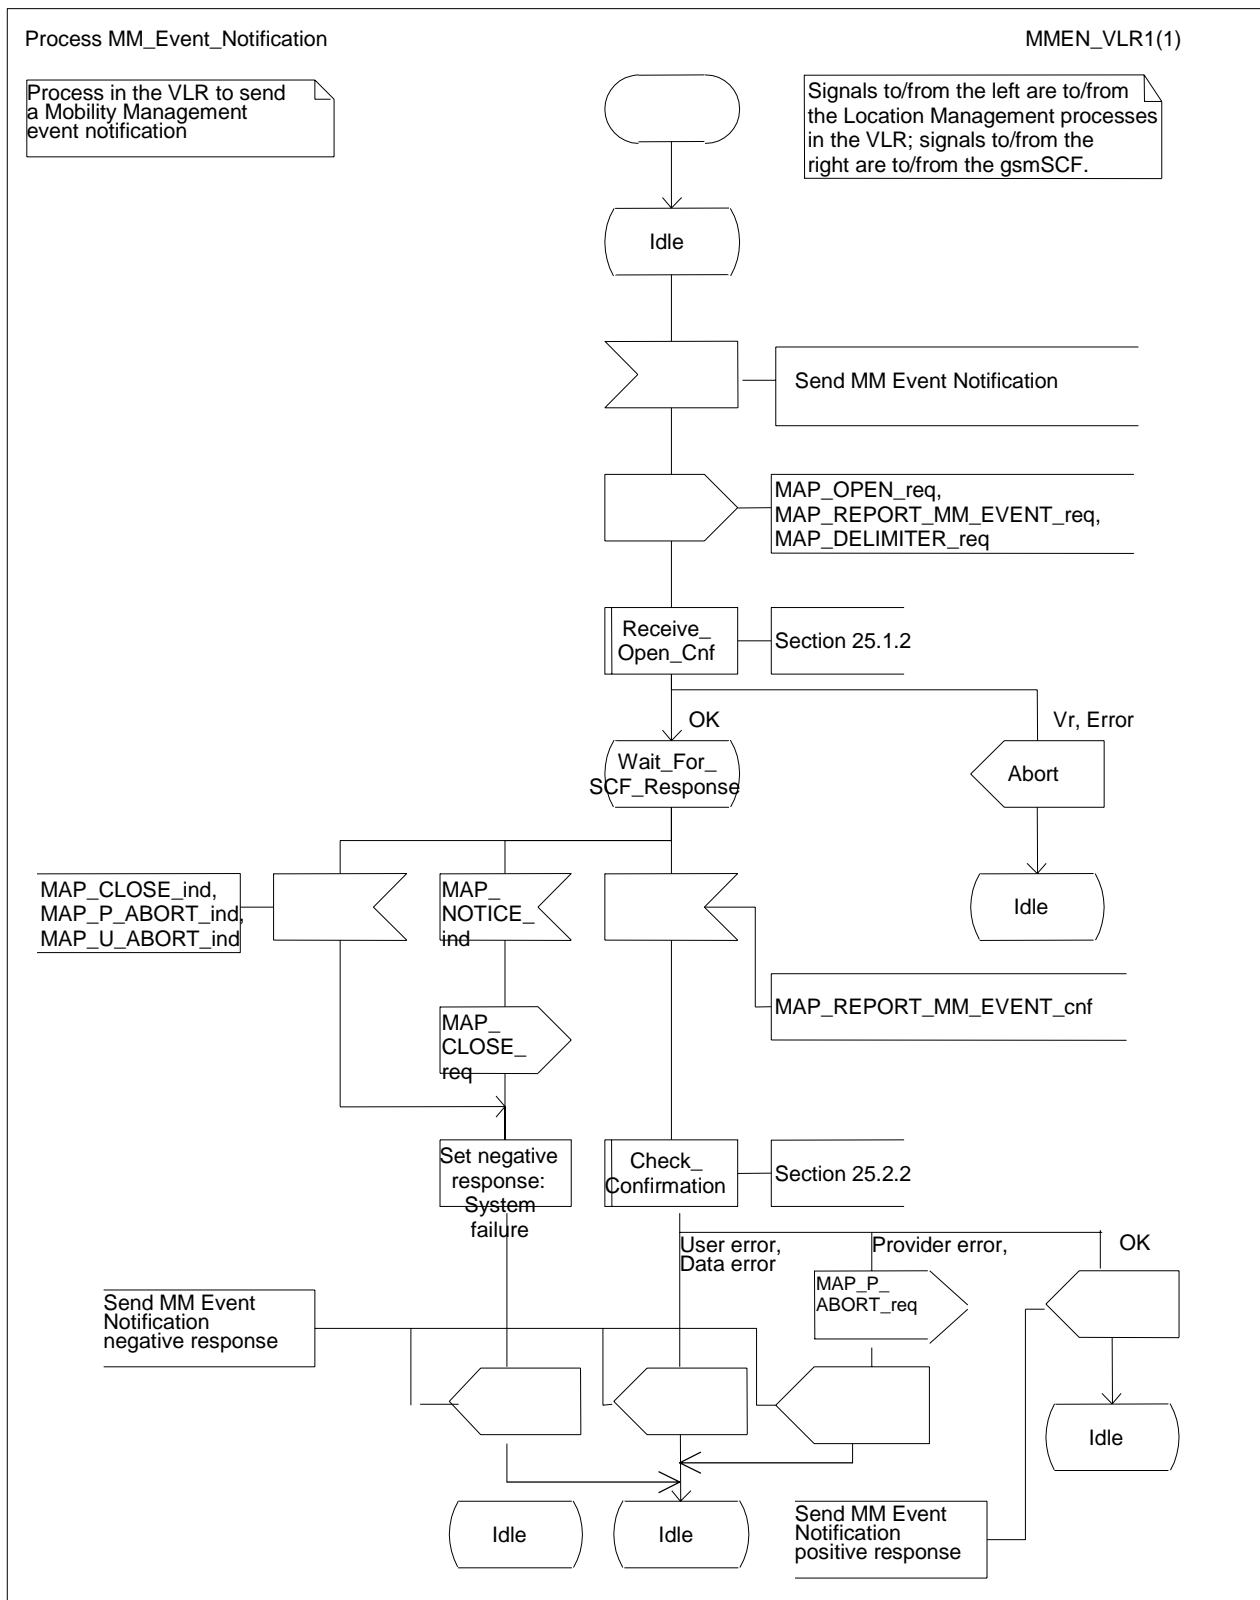 Process MM_Event_Notification
MMEN_VLR1(1)
Process in the VLR to send
a Mobility Management
event notification
Signals to/from the left are to/from
the Location Management processes
in the VLR; signals to/from the
right are to/from the gsmSCF.
Idle
Send MM Event Notification
MAP_OPEN_req,
MAP_REPORT_MM_EVENT_req,
MAP_DELIMITER_req
Receive_
Open_Cnf
Section 25.1.2
OK
Vr, Error
Wait_For_
SCF_Response
Abort
MAP_CLOSE_ind,
MAP_P_ABORT_ind,
MAP_U_ABORT_ind
MAP_
NOTICE_
ind
Idle
MAP_REPORT_MM_EVENT_cnf
MAP_
CLOSE_
req
Set negative
response:
System
failure
Check_
Confirmation
Section 25.2.2
User error,
Data error
Provider error,
OK
MAP_P_
ABORT_req
Send MM Event
Notification
negative response
Idle
Idle
Idle
Send MM Event
Notification
positive response